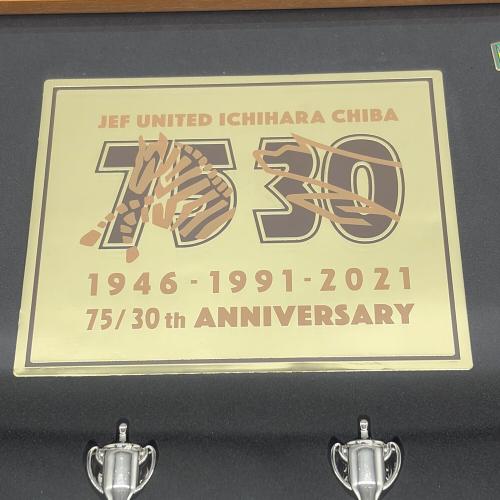 JEF UNITED ICHIHARA CHIBA
75 30
1946 - 1991 - 2021
75/30th ANNIVERSARY